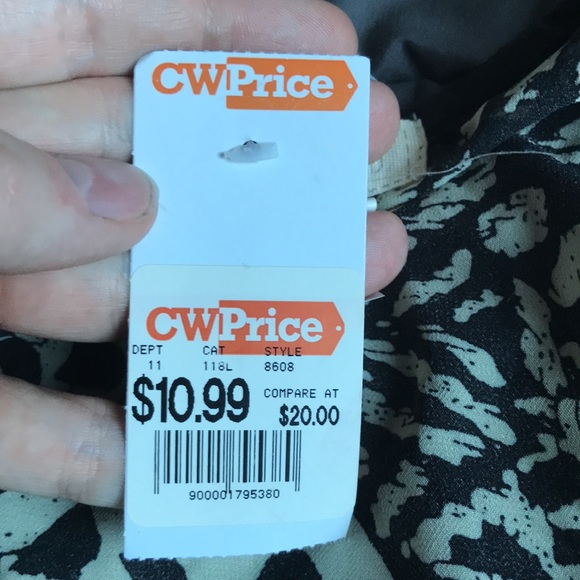 CWPrice
CWPrice
DEPT CAT STYLE
11 118L 8608
$10.99 COMPARE AT
$20.00
900001795380